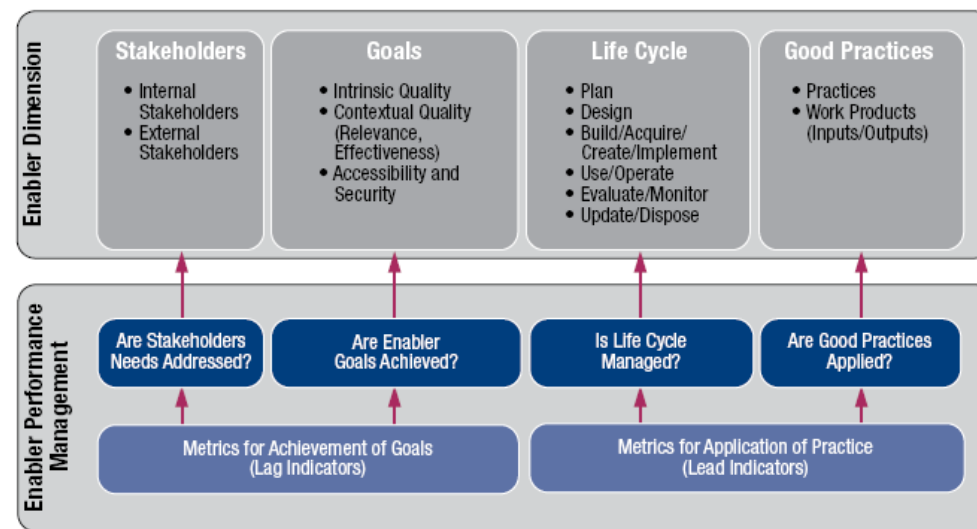 Enabler Dimension
Stakeholders
• Internal
Stakeholders
• External
Stakeholders
Goals
• Intrinsic Quality
• Contextual Quality
(Relevance,
Effectiveness)
• Accessibility and
Security
Life Cycle
• Plan
• Design
• Build/Acquire/
Create/Implement
• Use/Operate
• Evaluate/Monitor
• Update/Dispose
Good Practices
• Practices
• Work Products
(Inputs/Outputs)
Enabler Performance
Management
Are Stakeholders
Needs Addressed?
Are Enabler
Goals Achieved?
Is Life Cycle
Managed?
Are Good Practices
Applied?
Metrics for Achievement of Goals
(Lag Indicators)
Metrics for Application of Practice
(Lead Indicators)